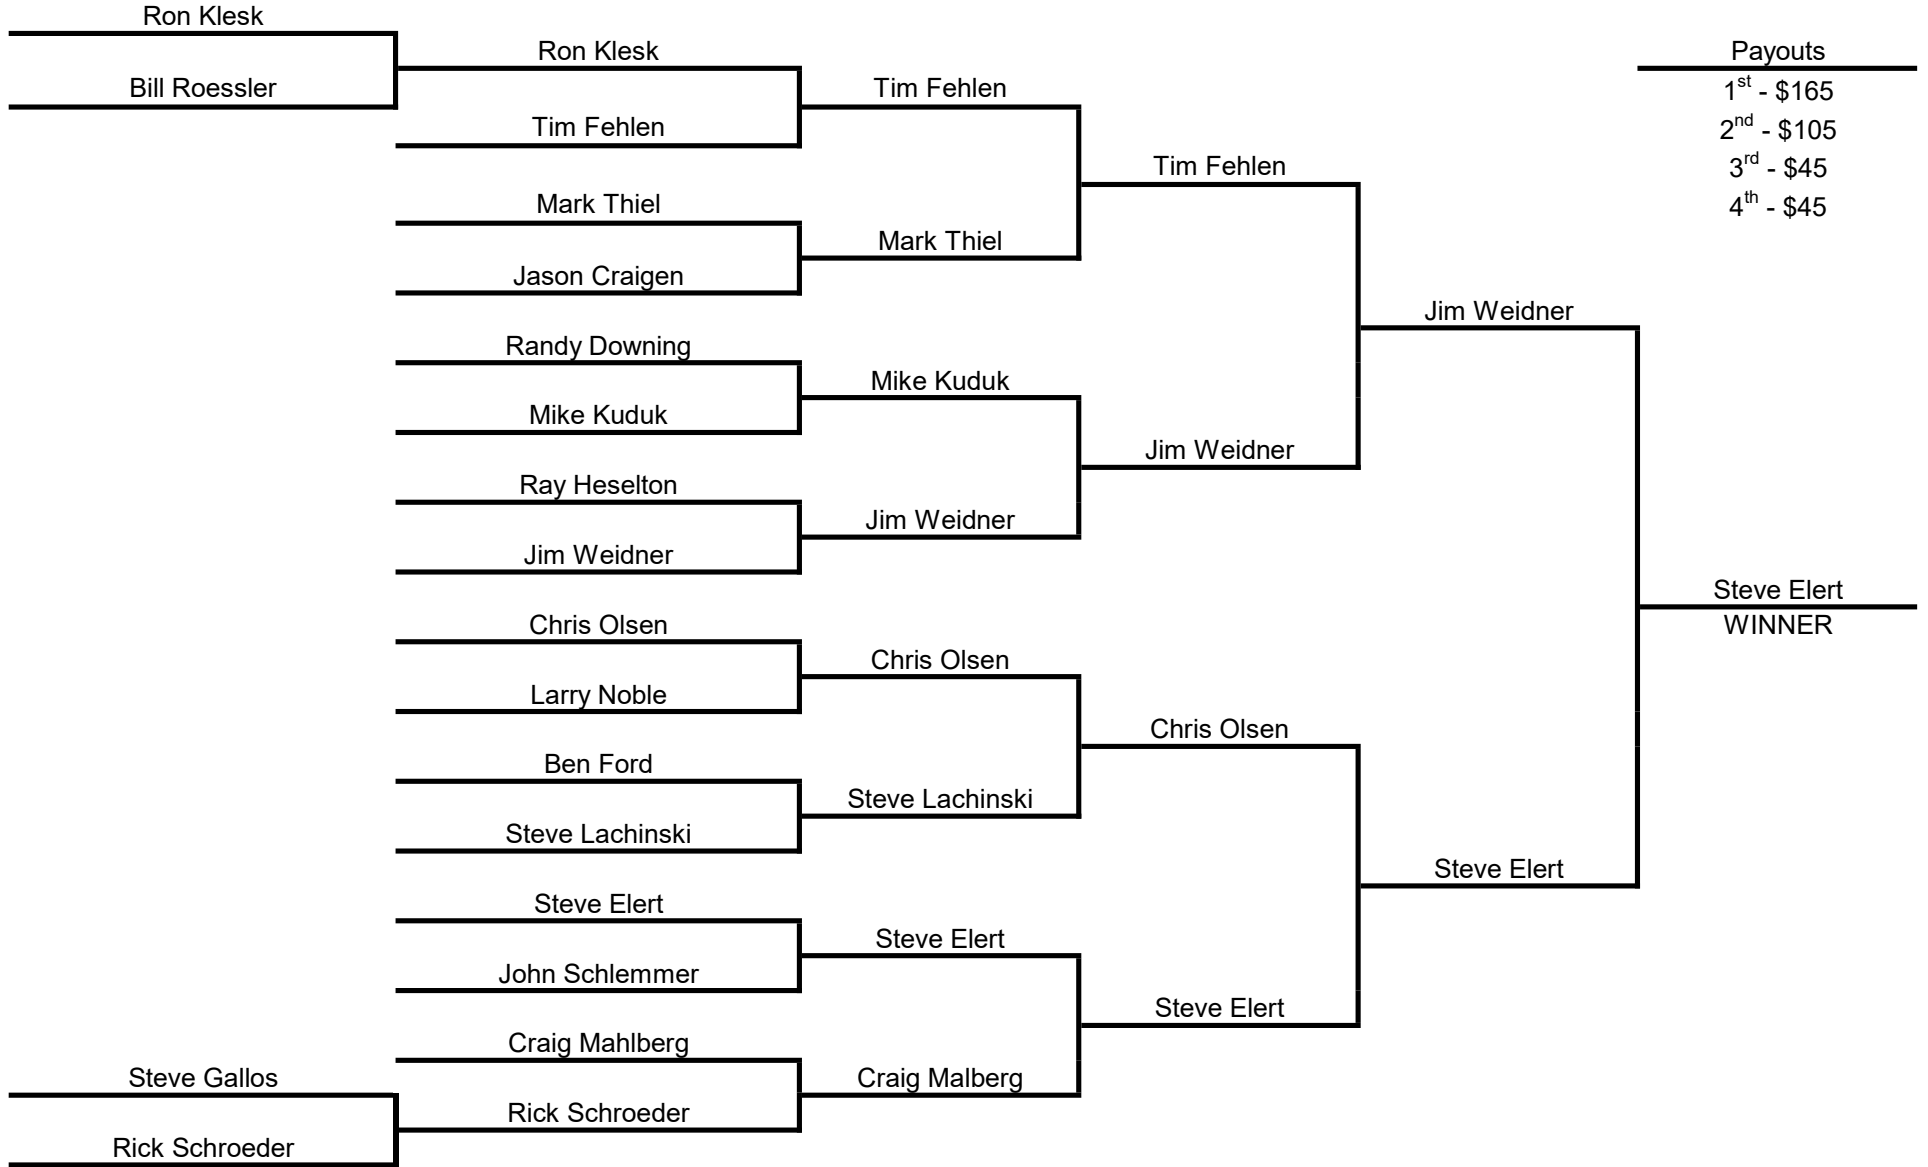 Ron Klesk
Bill Roessler
Ron Klesk
Tim Fehlen
Mark Thiel
Jason Craigen
Randy Downing
Mike Kuduk
Ray Heselton
Jim Weidner
Chris Olsen
Larry Noble
Ben Ford
Steve Lachinski
Steve Elert
John Schlemmer
Craig Mahlberg
Steve Gallos
Rick Schroeder
Rick Schroeder
Tim Fehlen
Mark Thiel
Mike Kuduk
Jim Weidner
Chris Olsen
Steve Lachinski
Steve Elert
Craig Malberg
Tim Fehlen
Jim Weidner
Chris Olsen
Steve Elert
Jim Weidner
Steve Elert
Steve Elert
WINNER
Payouts
1st - $165
2nd - $105
3rd - $45
4th - $45